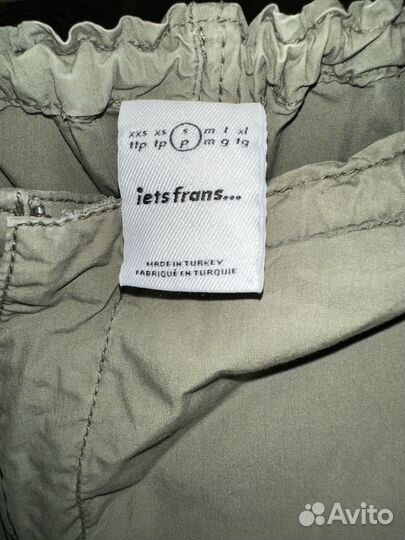 xxs xs s m l xl
ttp tp p m g tg
iets frans...
MADE IN TURKEY
FABRIQUÉ EN TURQUIE
Avito